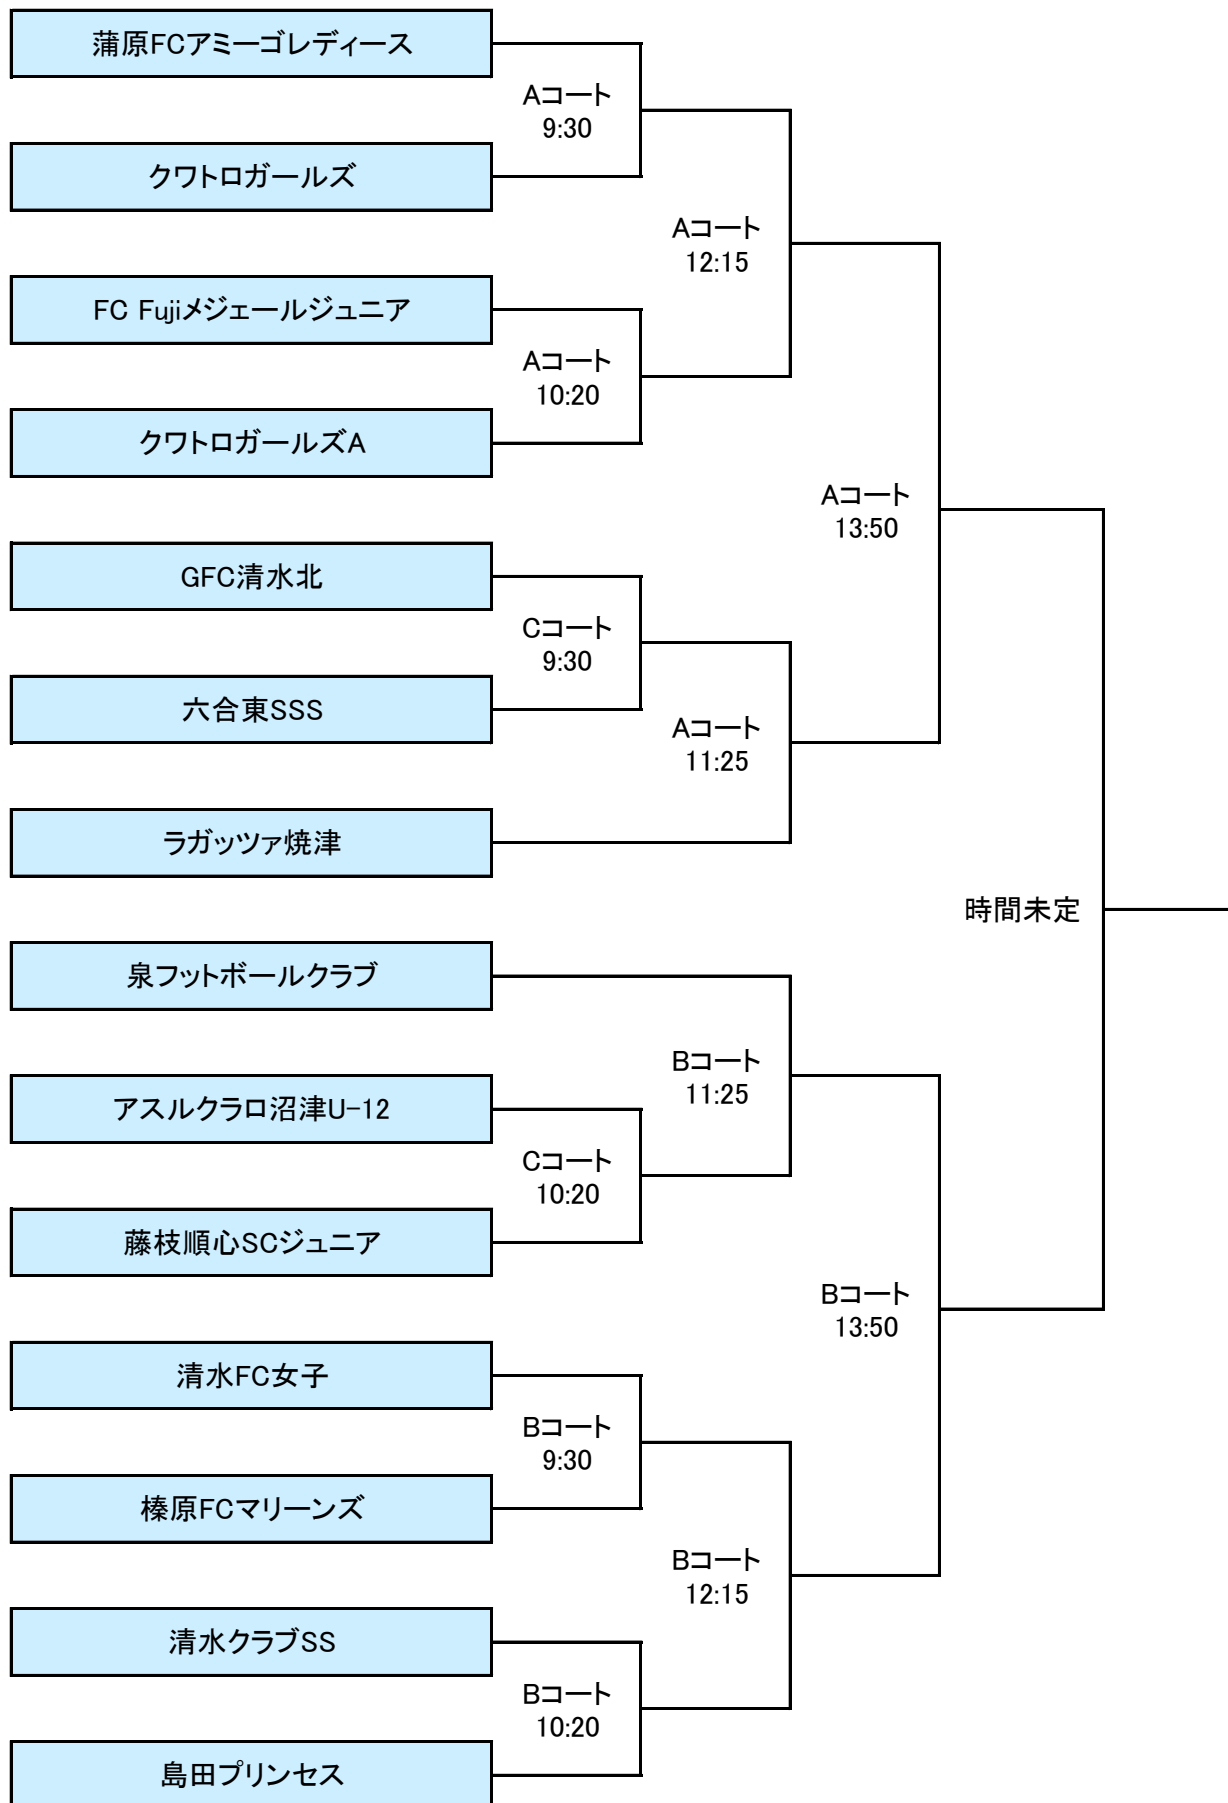 蒲原FCアミーゴレディース
Aコート
9:30
クワトロガールズ
Aコート
12:15
FC Fujiメジェールジュニア
Aコート
10:20
クワトロガールズA
Aコート
13:50
GFC清水北
Cコート
9:30
六合東SSS
Aコート
11:25
ラガッツァ焼津
時間未定
泉フットボールクラブ
Bコート
11:25
アスルクラロ沼津U-12
Cコート
10:20
藤枝順心SCジュニア
Bコート
13:50
清水FC女子
Bコート
9:30
榛原FCマリーンズ
Bコート
12:15
清水クラブSS
Bコート
10:20
島田プリンセス